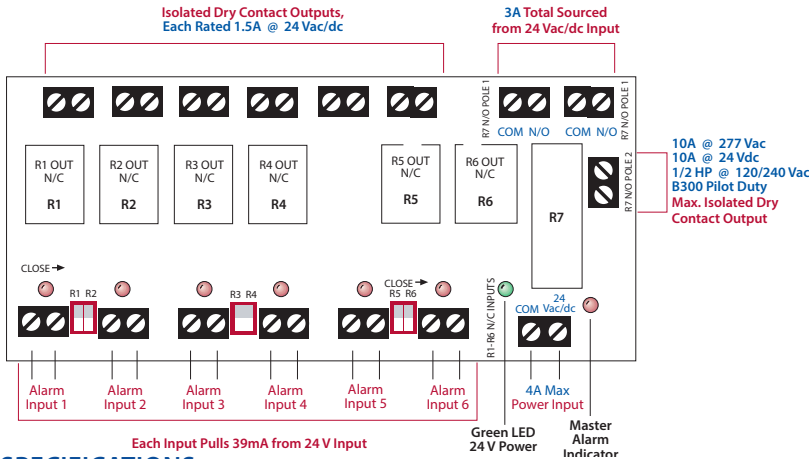 Isolated Dry Contact Outputs,
Each Rated 1.5A @ 24 Vac/dc
3A Total Sourced
from 24 Vac/dc Input
R7 N/O POLE 1
COM N/O
COM N/O
R7 N/O POLE 1
R1 OUT
N/C
R1
R2 OUT
N/C
R2
R3 OUT
N/C
R3
R4 OUT
N/C
R4
R5 OUT
N/C
R5
R6 OUT
N/C
R6
R7
R7 N/O POLE 2
10A @ 277 Vac
10A @ 24 Vdc
1/2 HP @ 120/240 Vac
B300 Pilot Duty
Max. Isolated Dry
Contact Output
CLOSE →
R1 R2
R3 R4
CLOSE →
R5 R6
R1-R6 N/C INPUTS
COM
24
Vac/dc
Alarm
Input 1
Alarm
Input 2
Alarm
Input 3
Alarm
Input 4
Alarm
Input 5
Alarm
Input 6
4A Max
Power Input
Each Input Pulls 39mA from 24 V Input
Green LED
24 V Power
Master
Alarm
Indicator
SPECIFICATIONS